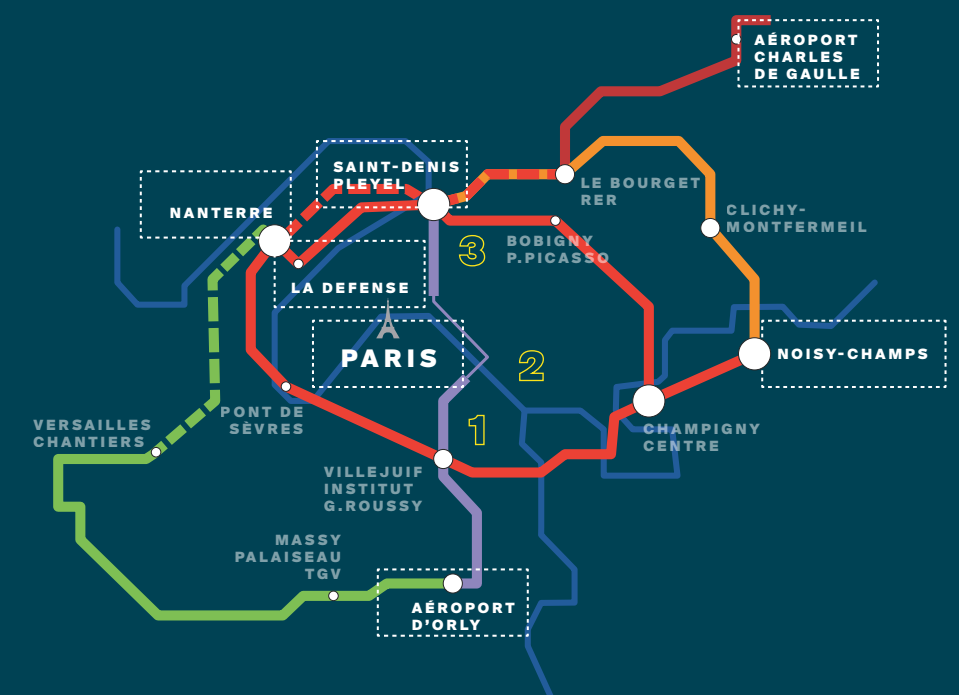 AÉROPORT
CHARLES
DE GAULLE
SAINT-DENIS
PLEYEL
LE BOURGET
RER
NANTERRE
CLICHY-
MONTFERMEIL
3
BOBIGNY
P.PICASSO
LA DEFENSE
PARIS
2
NOISY-CHAMPS
PONT DE
SÈVRES
VERSAILLES
CHANTIERS
1
CHAMPIGNY
CENTRE
VILLEJUIF
INSTITUT
G.ROUSSY
MASSY
PALAISEAU
TGV
AÉROPORT
D'ORLY